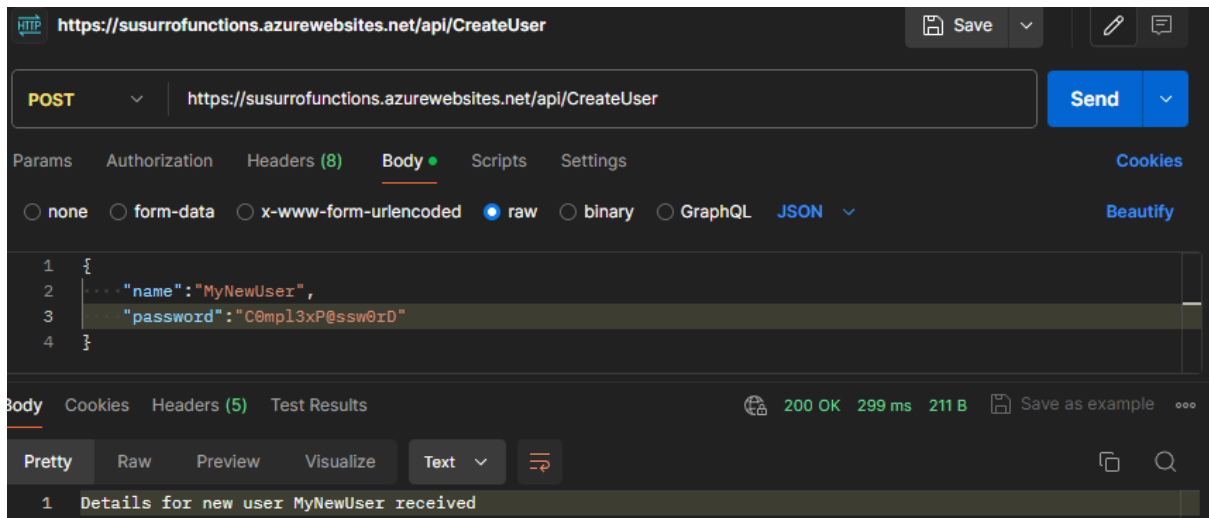 HTTP https://susurrofunctions.azurewebsites.net/api/CreateUser Save
POST https://susurrofunctions.azurewebsites.net/api/CreateUser Send
Params Authorization Headers (8) Body Scripts Settings Cookies
none form-data x-www-form-urlencoded raw binary GraphQL JSON Beautify
1 {
2 ····"name":"MyNewUser",
3 ····"password":"C0mpl3xP@ssw0rD"
4 }
Body Cookies Headers (5) Test Results 200 OK 299 ms 211 B Save as example
Pretty Raw Preview Visualize Text
1 Details for new user MyNewUser received